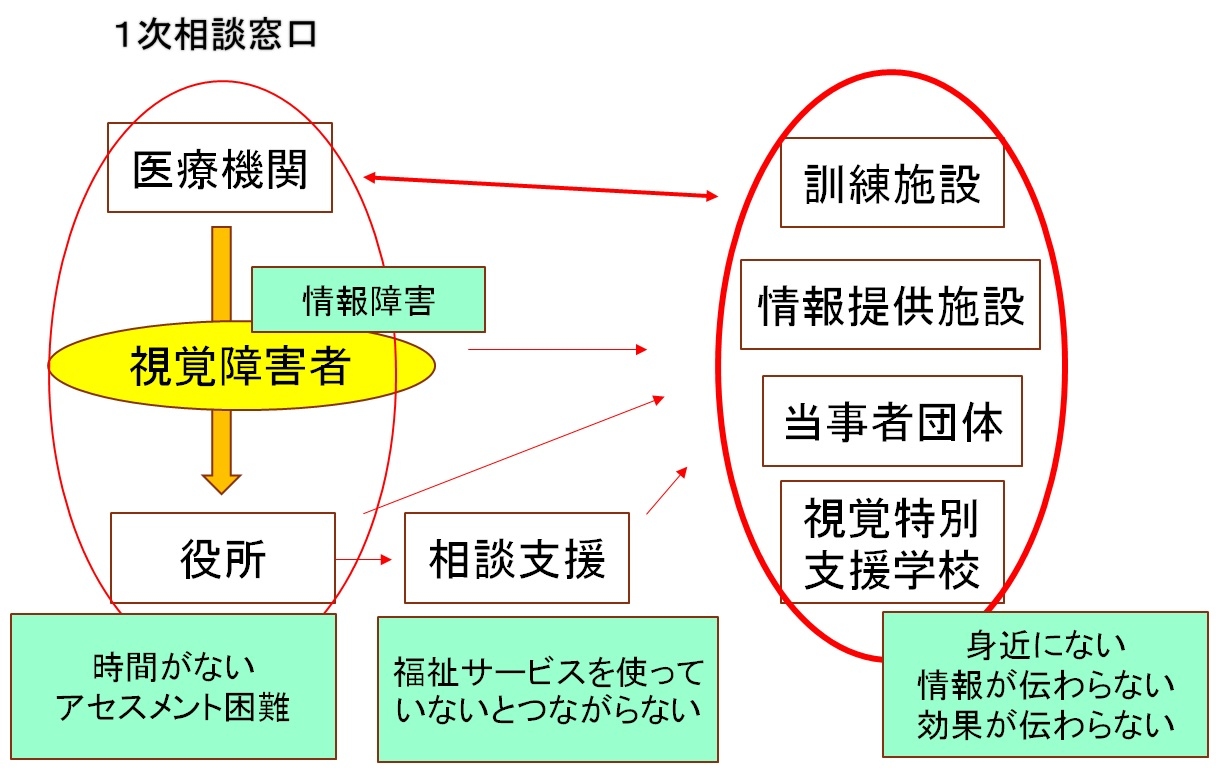 １次相談窓口
医療機関
情報障害
視覚障害者
役所
相談支援
時間がない
アセスメント困難
福祉サービスを使って
いないとつながらない
訓練施設
情報提供施設
当事者団体
視覚特別
支援学校
身近にない
情報が伝わらない
効果が伝わらない